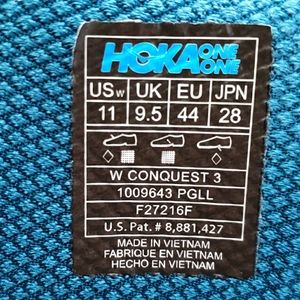 HOKA ONE ONE
USw UK EU JPN
11 9.5 44 28
W CONQUEST 3
1009643 PGLL
F27216F
U.S. Pat. # 8,881,427
MADE IN VIETNAM
FABRIQUE EN VIETNAM
HECHO EN VIETNAM